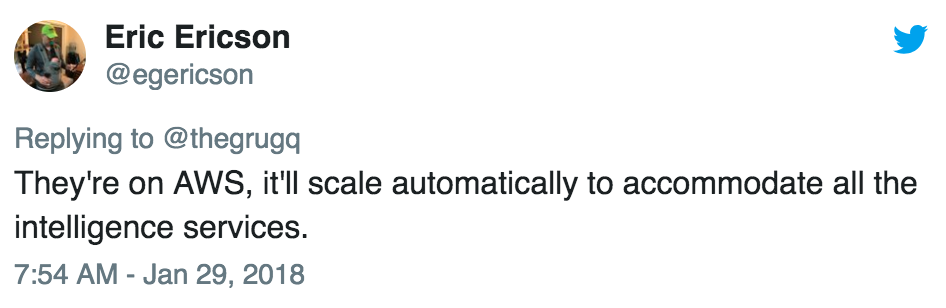 Eric Ericson
@egericson
Replying to @thegrugq
They're on AWS, it'll scale automatically to accommodate all the
intelligence services.
7:54 AM - Jan 29, 2018